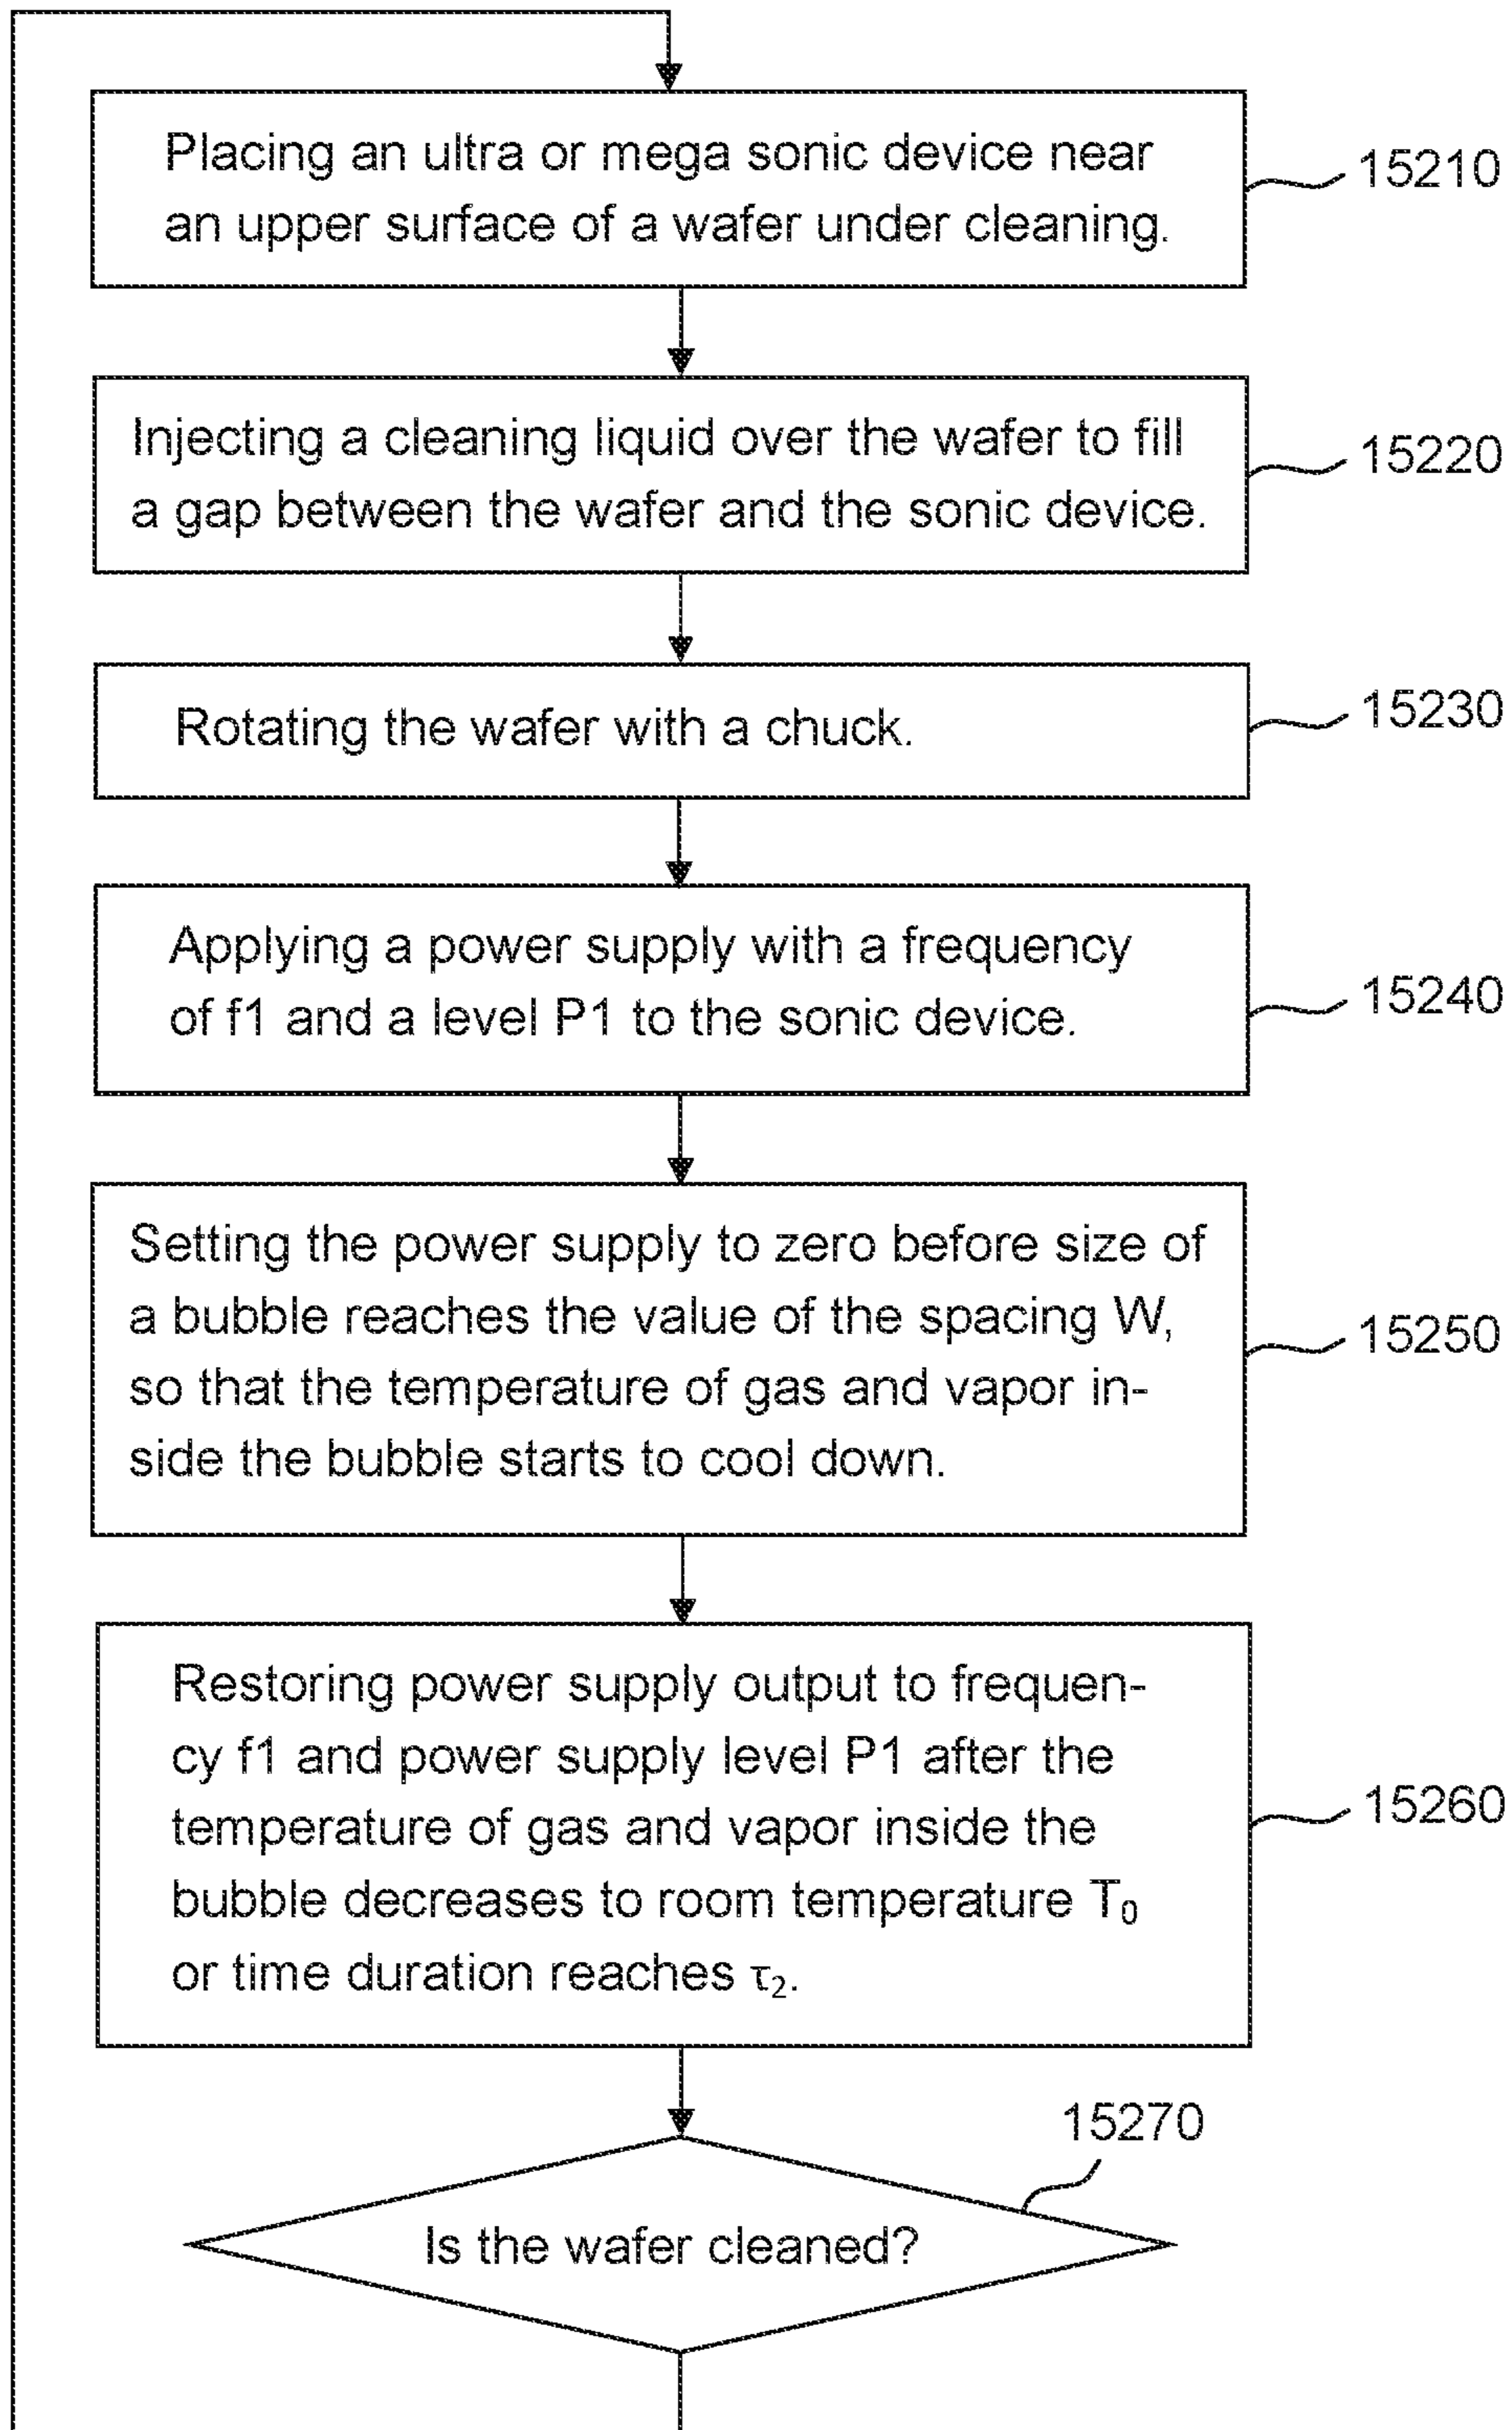 Placing an ultra or mega sonic device near
an upper surface of a wafer under cleaning.
15210
Injecting a cleaning liquid over the wafer to fill
a gap between the wafer and the sonic device.
15220
Rotating the wafer with a chuck.
15230
Applying a power supply with a frequency
of f1 and a level P1 to the sonic device.
15240
Setting the power supply to zero before size of
a bubble reaches the value of the spacing W,
so that the temperature of gas and vapor in-
side the bubble starts to cool down.
15250
Restoring power supply output to frequen-
cy f1 and power supply level P1 after the
temperature of gas and vapor inside the
bubble decreases to room temperature T₀
or time duration reaches τ₂.
15260
15270
Is the wafer cleaned?